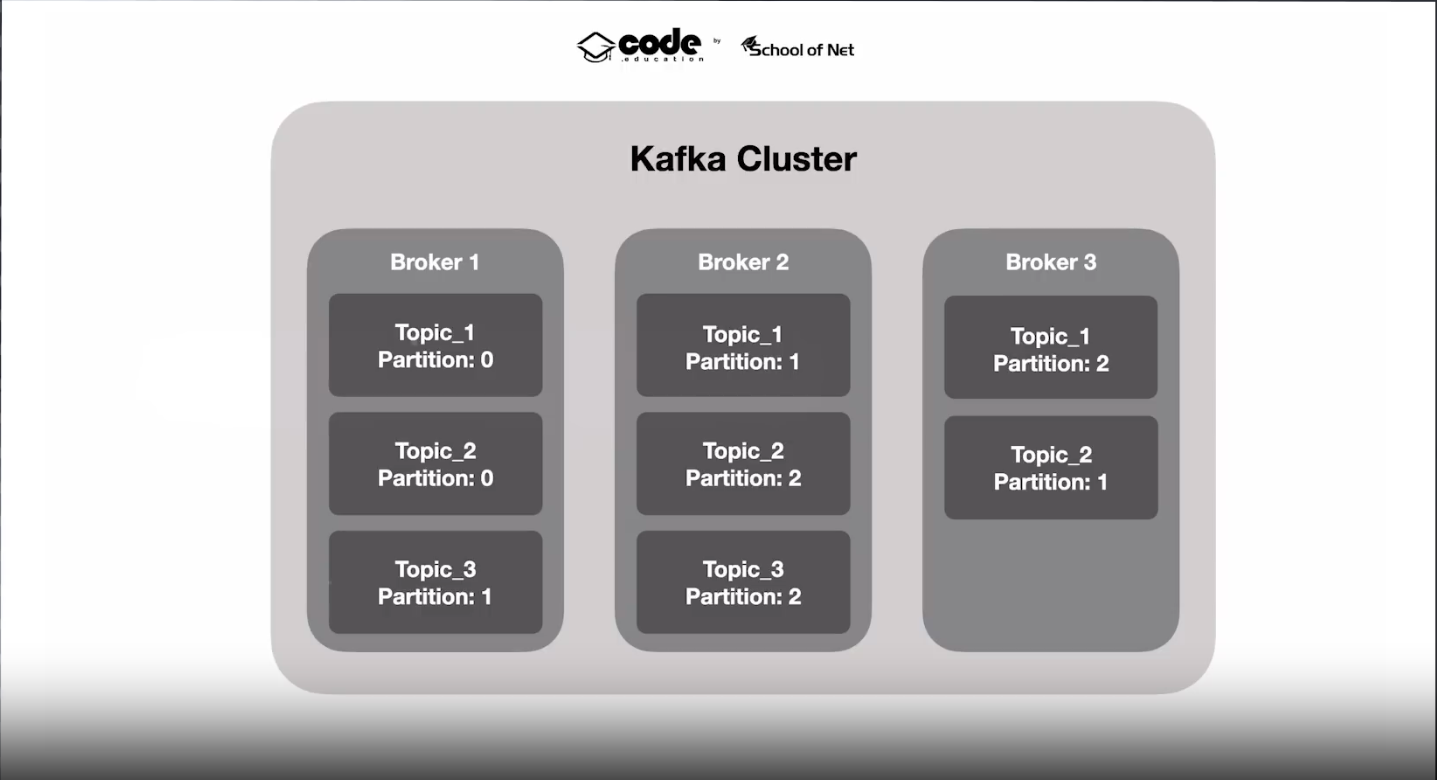 code
.education
by
School of Net
Kafka Cluster
Broker 1
Topic_1
Partition: 0
Topic_2
Partition: 0
Topic_3
Partition: 1
Broker 2
Topic_1
Partition: 1
Topic_2
Partition: 2
Topic_3
Partition: 2
Broker 3
Topic_1
Partition: 2
Topic_2
Partition: 1